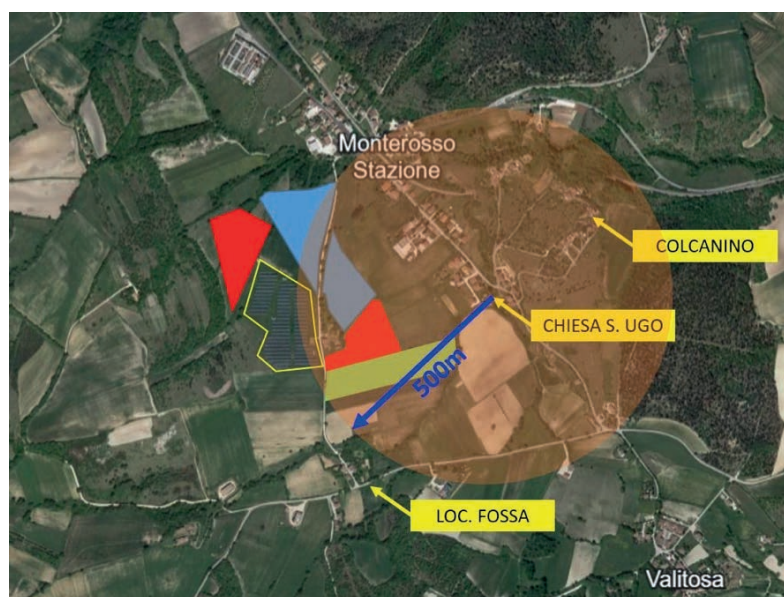 Monterosso
Stazione
COLCANINO
CHIESA S. UGO
500m
LOC. FOSSA
Valitosa